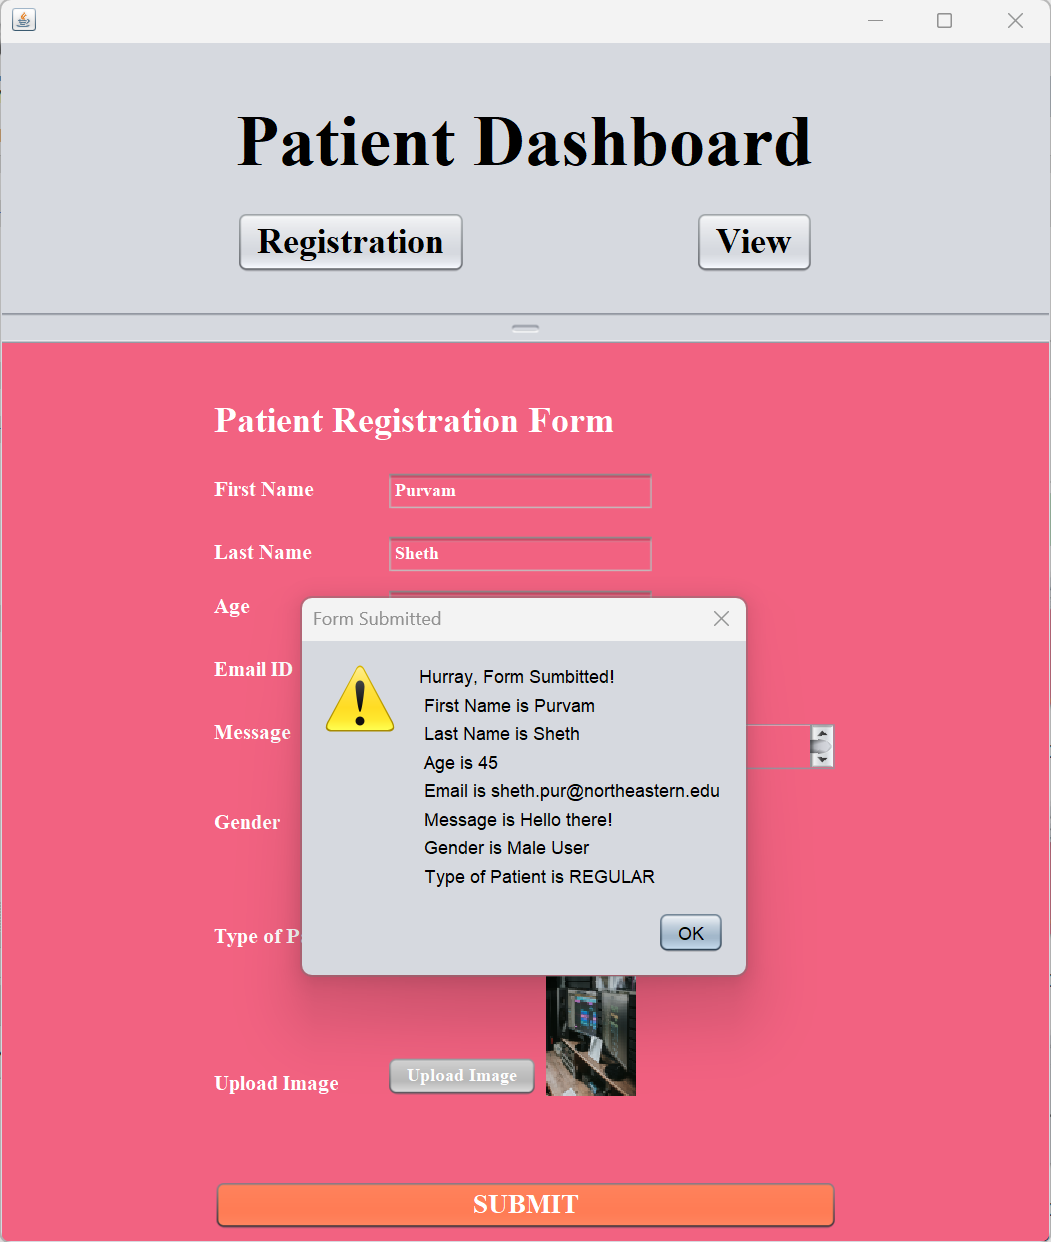 Patient Dashboard
Registration
View
Patient Registration Form
First Name
Purvam
Last Name
Sheth
Age
Email ID
Message
Gender
Type of
Form Submitted
Hurray, Form Sumbitted!
First Name is Purvam
Last Name is Sheth
Age is 45
Email is sheth.pur@northeastern.edu
Message is Hello there!
Gender is Male User
Type of Patient is REGULAR
OK
Upload Image
Upload Image
SUBMIT